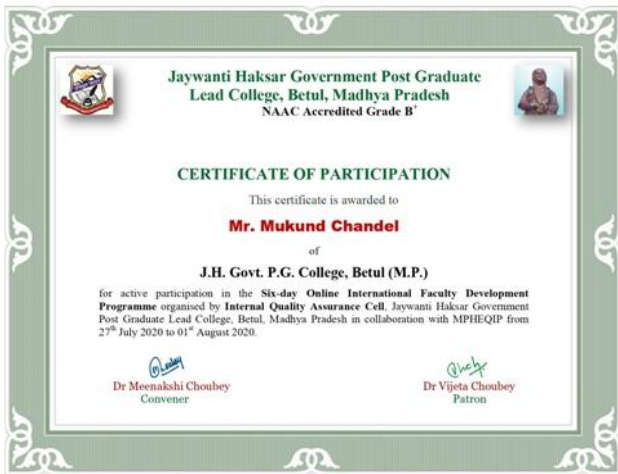 Jaywanti Haksar Government Post Graduate
Lead College, Betul, Madhya Pradesh
NAAC Accredited Grade B+
CERTIFICATE OF PARTICIPATION
This certificate is awarded to
Mr. Mukund Chandel
of
J.H. Govt. P.G. College, Betul (M.P.)
for active participation in the Six-day Online International Faculty Development
Programme organised by Internal Quality Assurance Cell, Jaywanti Haksar Government
Post Graduate Lead College, Betul, Madhya Pradesh in collaboration with MPHEQIP from
27th July 2020 to 01st August 2020.
Dr Meenakshi Choubey
Convener
Dr Vijeta Choubey
Patron